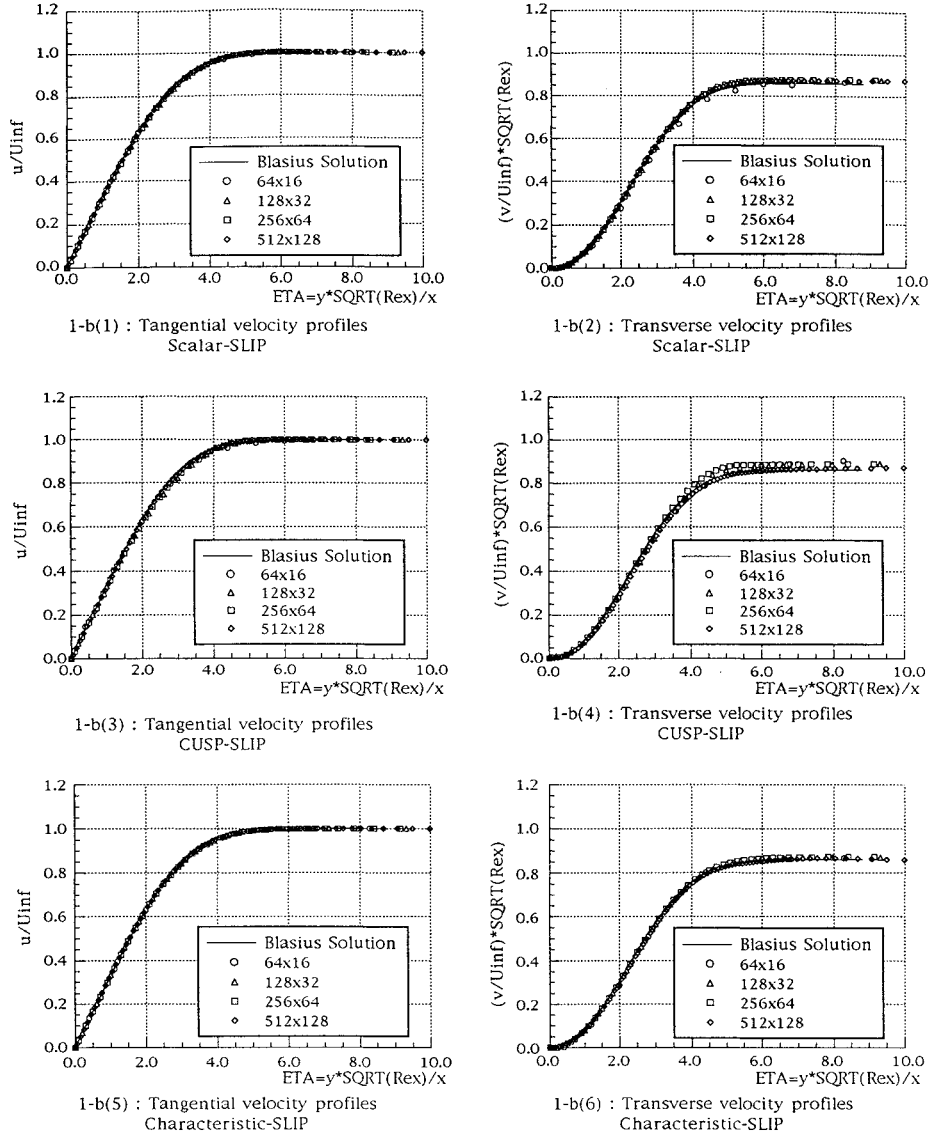 1.2
1.0
0.8
0.6
0.4
0.2
0.0
u/Uinf
Blasius Solution
64x16
128x32
256x64
512x128
0.0 2.0 4.0 6.0 8.0 10.0
ETA=y*SQRT(Rex)/x
1-b(1) : Tangential velocity profiles
Scalar-SLIP
1.2
1.0
0.8
0.6
0.4
0.2
0.0
(v/Uinf)*SQRT(Rex)
Blasius Solution
64x16
128x32
256x64
512x128
0.0 2.0 4.0 6.0 8.0 10.0
ETA=y*SQRT(Rex)/x
1-b(2) : Transverse velocity profiles
Scalar-SLIP
1.2
1.0
0.8
0.6
0.4
0.2
0.0
u/Uinf
Blasius Solution
64x16
128x32
256x64
512x128
0.0 2.0 4.0 6.0 8.0 10.0
ETA=y*SQRT(Rex)/x
1-b(3) : Tangential velocity profiles
CUSP-SLIP
1.2
1.0
0.8
0.6
0.4
0.2
0.0
(v/Uinf)*SQRT(Rex)
Blasius Solution
64x16
128x32
256x64
512x128
0.0 2.0 4.0 6.0 8.0 10.0
ETA=y*SQRT(Rex)/x
1-b(4) : Transverse velocity profiles
CUSP-SLIP
1.2
1.0
0.8
0.6
0.4
0.2
0.0
u/Uinf
Blasius Solution
64x16
128x32
256x64
512x128
0.0 2.0 4.0 6.0 8.0 10.0
ETA=y*SQRT(Rex)/x
1-b(5) : Tangential velocity profiles
Characteristic-SLIP
1.2
1.0
0.8
0.6
0.4
0.2
0.0
(v/Uinf)*SQRT(Rex)
Blasius Solution
64x16
128x32
256x64
512x128
0.0 2.0 4.0 6.0 8.0 10.0
ETA=y*SQRT(Rex)/x
1-b(6) : Transverse velocity profiles
Characteristic-SLIP